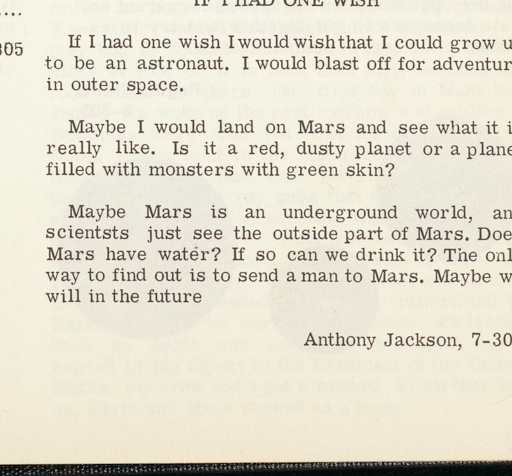 IF I HAD ONE WISH
....
305
If I had one wish I would wish that I could grow u
to be an astronaut. I would blast off for adventur
in outer space.
Maybe I would land on Mars and see what it i
really like. Is it a red, dusty planet or a plane
filled with monsters with green skin?
Maybe Mars is an underground world, an
scientsts just see the outside part of Mars. Doe
Mars have water? If so can we drink it? The onl
way to find out is to send a man to Mars. Maybe w
will in the future
Anthony Jackson, 7-30